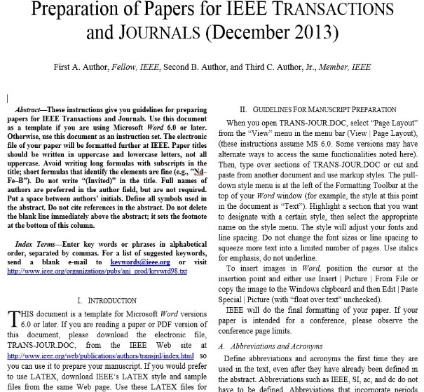 Preparation of Papers for IEEE TRANSACTIONS
and JOURNALS (December 2013)
First A. Author, Fellow, IEEE, Second B. Author, and Third C. Author, Jr., Member, IEEE
Abstract—These instructions give you guidelines for preparing
papers for IEEE Transactions and Journals. Use this document
as a template if you are using Microsoft Word 6.0 or later.
Otherwise, use this document as an instruction set. The electronic
file of your paper will be formatted further at IEEE. Paper titles
should be written in uppercase and lowercase letters, not all
uppercase. Avoid writing long formulas with subscripts in the
title; short formulas that identify the elements are fine (e.g., "Nd–
Fe–B"). Do not write "(Invited)" in the title. Full names of
authors are preferred in the author field, but are not required.
Put a space between authors' initials. Define all symbols used in
the abstract. Do not cite references in the abstract. Do not delete
the blank line immediately above the abstract; it sets the footnote
at the bottom of this column.
Index Terms—Enter key words or phrases in alphabetical
order, separated by commas. For a list of suggested keywords,
send a blank e-mail to keywords@ieee.org or visit
http://www.ieee.org/organizations/pubs/ani_prod/keywrd98.txt
I. INTRODUCTION
THIS document is a template for Microsoft Word versions
6.0 or later. If you are reading a paper or PDF version of
this document, please download the electronic file,
TRANS-JOUR.DOC, from the IEEE Web site at
http://www.ieee.org/web/publications/authors/transjnl/index.html so
you can use it to prepare your manuscript. If you would prefer
to use LATEX, download IEEE's LATEX style and sample
files from the same Web page. Use these LATEX files for
II. GUIDELINES FOR MANUSCRIPT PREPARATION
When you open TRANS-JOUR.DOC, select "Page Layout"
from the "View" menu in the menu bar (View | Page Layout),
(these instructions assume MS 6.0. Some versions may have
alternate ways to access the same functionalities noted here).
Then, type over sections of TRANS-JOUR.DOC or cut and
paste from another document and use markup styles. The pull-
down style menu is at the left of the Formatting Toolbar at the
top of your Word window (for example, the style at this point
in the document is "Text"). Highlight a section that you want
to designate with a certain style, then select the appropriate
name on the style menu. The style will adjust your fonts and
line spacing. Do not change the font sizes or line spacing to
squeeze more text into a limited number of pages. Use italics
for emphasis; do not underline.
To insert images in Word, position the cursor at the
insertion point and either use Insert | Picture | From File or
copy the image to the Windows clipboard and then Edit | Paste
Special | Picture (with "float over text" unchecked).
IEEE will do the final formatting of your paper. If your
paper is intended for a conference, please observe the
conference page limits.
A. Abbreviations and Acronyms
Define abbreviations and acronyms the first time they are
used in the text, even after they have already been defined in
the abstract. Abbreviations such as IEEE, SI, ac, and dc do not
have to be defined. Abbreviations that incorporate periods